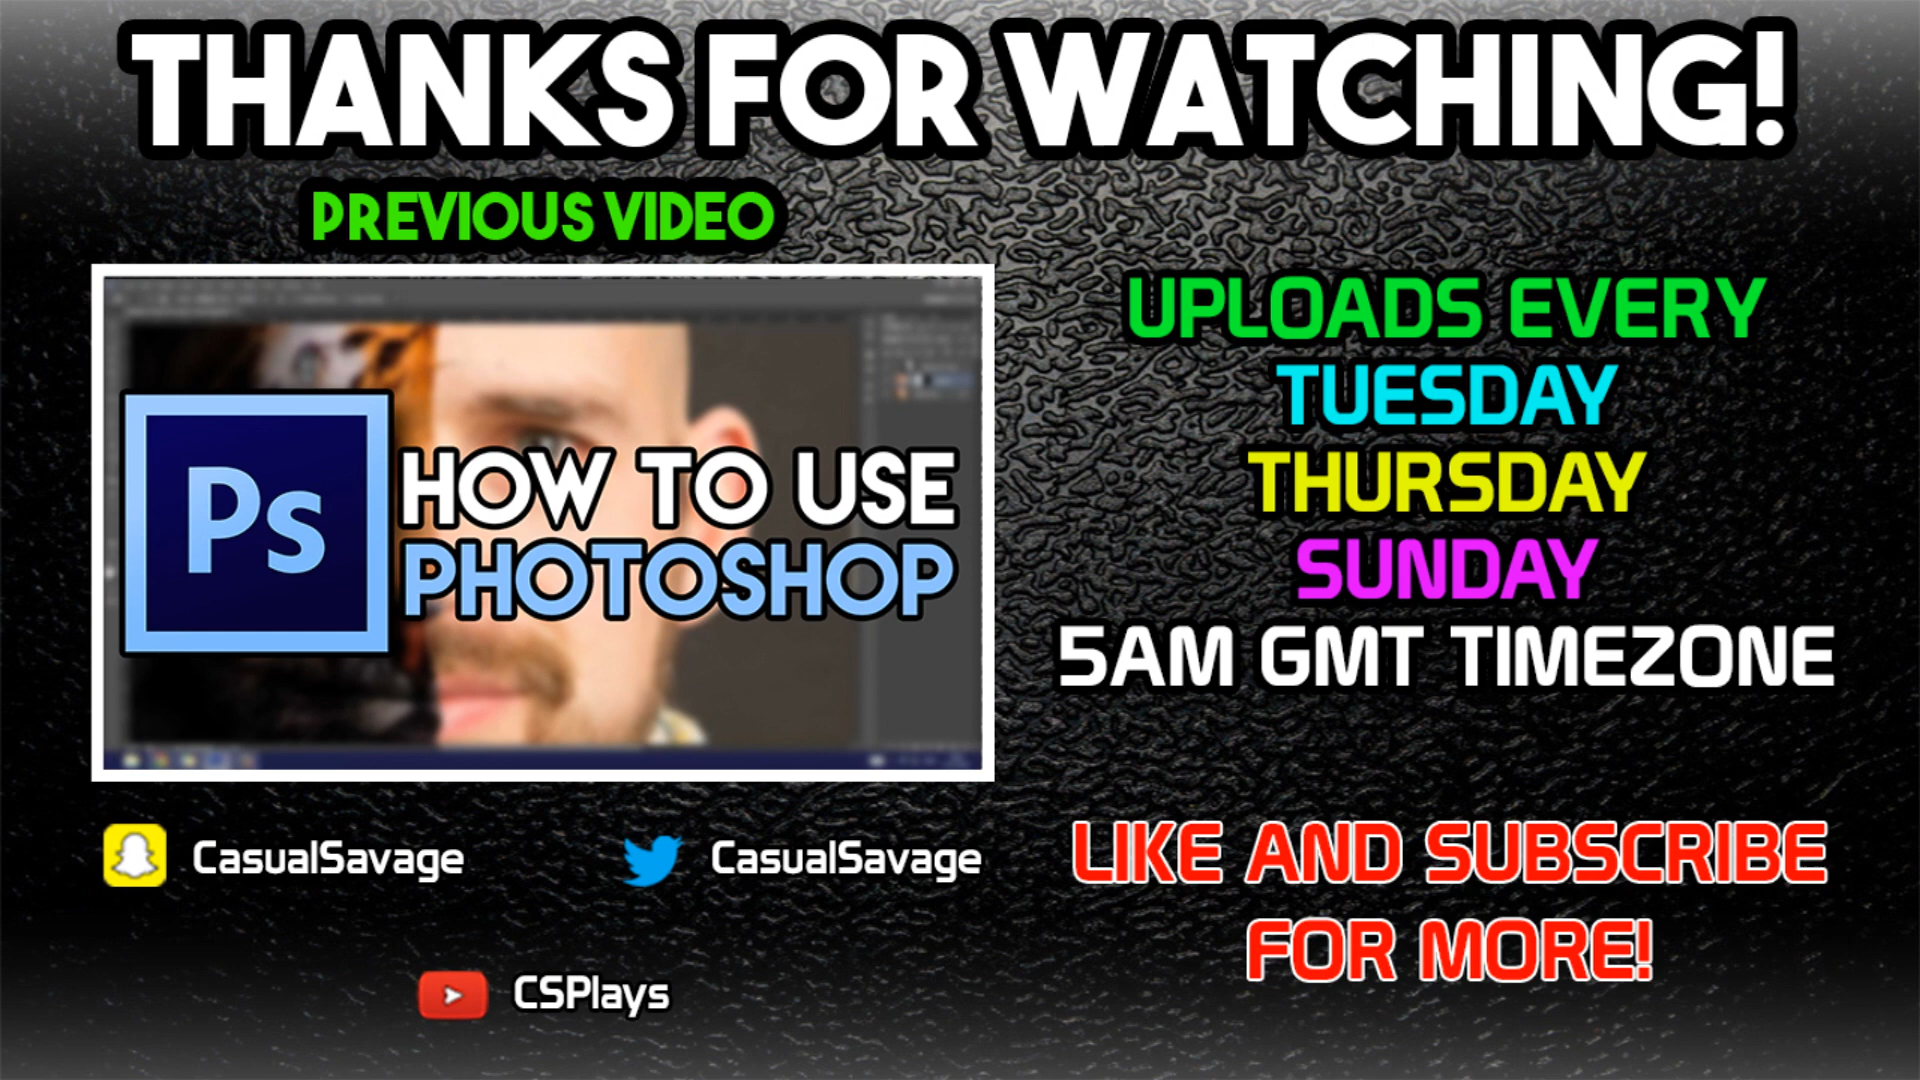 THANKS FOR WATCHING!
PREVIOUS VIDEO
Ps
HOW TO USE
PHOTOSHOP
UPLOADS EVERY
TUESDAY
THURSDAY
SUNDAY
5AM GMT TIMEZONE
CasualSavage
CasualSavage
CSPlays
LIKE AND SUBSCRIBE
FOR MORE!